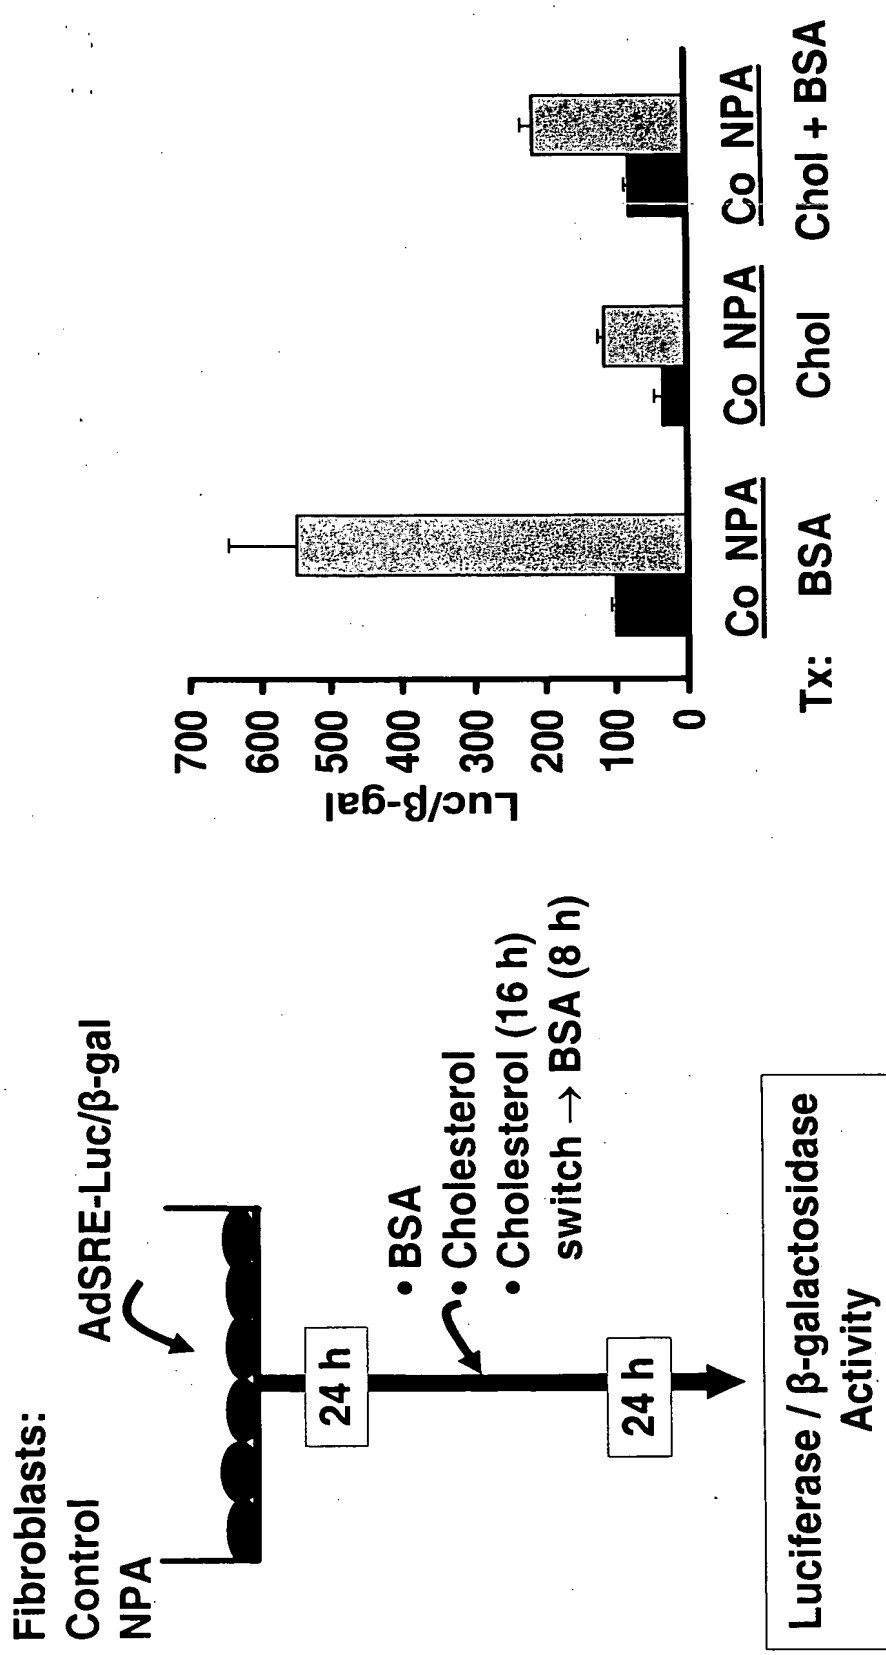 Fibroblasts:
Control
NPA
AdSRE-Luc/β-gal
24 h
• BSA
• Cholesterol
• Cholesterol (16 h)
switch → BSA (8 h)
24 h
Luciferase / β-galactosidase
Activity
Luc/β-gal
700
600
500
400
300
200
100
0
Co NPA
Co NPA
Co NPA
Tx: BSA Chol Chol + BSA